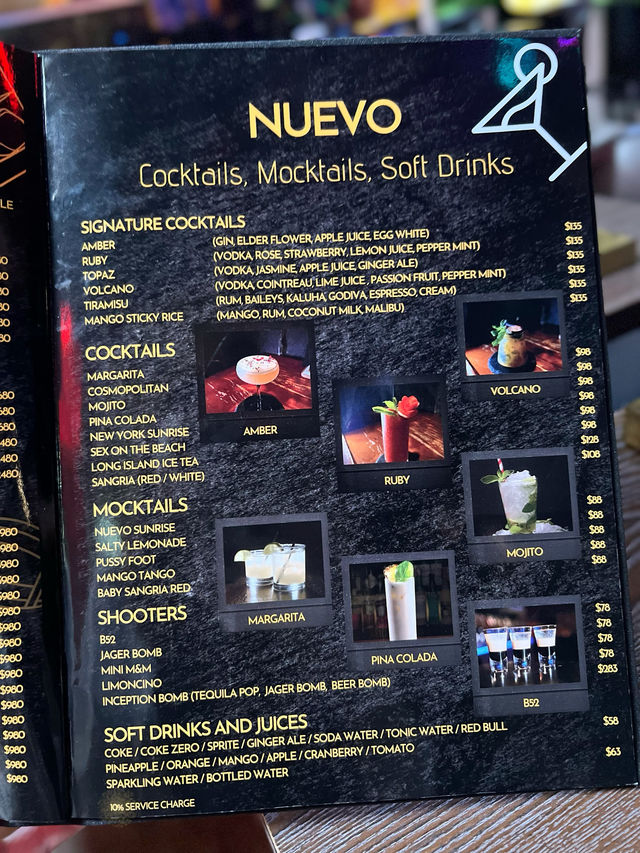 NUEVO
Cocktails, Mocktails, Soft Drinks
SIGNATURE COCKTAILS
AMBER (GIN, ELDER FLOWER, APPLE JUICE, EGG WHITE) $135
RUBY (VODKA, ROSE, STRAWBERRY, LEMON JUICE, PEPPER MINT) $135
TOPAZ (VODKA, JASMINE, APPLE JUICE, GINGER ALE) $135
VOLCANO (VODKA, COINTREAU, LIME JUICE , PASSION FRUIT, PEPPER MINT) $135
TIRAMISU (RUM, BAILEYS, KALUHA, GODIVA, ESPRESSO, CREAM) $135
MANGO STICKY RICE (MANGO, RUM, COCONUT MILK, MALIBU) $135
COCKTAILS
MARGARITA $98
COSMOPOLITAN $98
MOJITO $98
PINA COLADA $98
NEW YORK SUNRISE $98
SEX ON THE BEACH $98
LONG ISLAND ICE TEA $128
SANGRIA (RED / WHITE) $108
VOLCANO
AMBER
RUBY
MOCKTAILS
NUEVO SUNRISE $88
SALTY LEMONADE $88
PUSSY FOOT $88
MANGO TANGO $88
BABY SANGRIA RED $88
MOJITO
MARGARITA
PINA COLADA
SHOOTERS
B52 $78
JAGER BOMB $78
MINI M&M $78
LIMONCINO $78
INCEPTION BOMB (TEQUILA POP, JAGER BOMB, BEER BOMB) $283
B52
SOFT DRINKS AND JUICES
COKE / COKE ZERO / SPRITE / GINGER ALE / SODA WATER / TONIC WATER / RED BULL $58
PINEAPPLE / ORANGE / MANGO / APPLE / CRANBERRY / TOMATO
SPARKLING WATER / BOTTLED WATER $63
10% SERVICE CHARGE